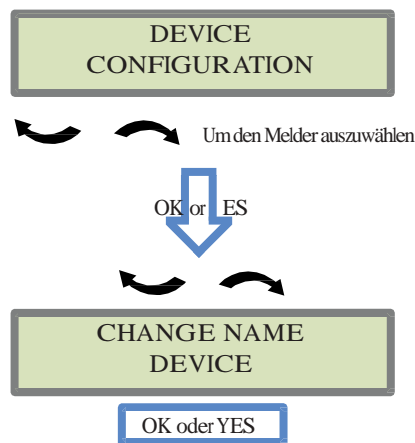 DEVICE
CONFIGURATION
Um den Melder auszuwählen
OK or ES
CHANGE NAME
DEVICE
OK oder YES